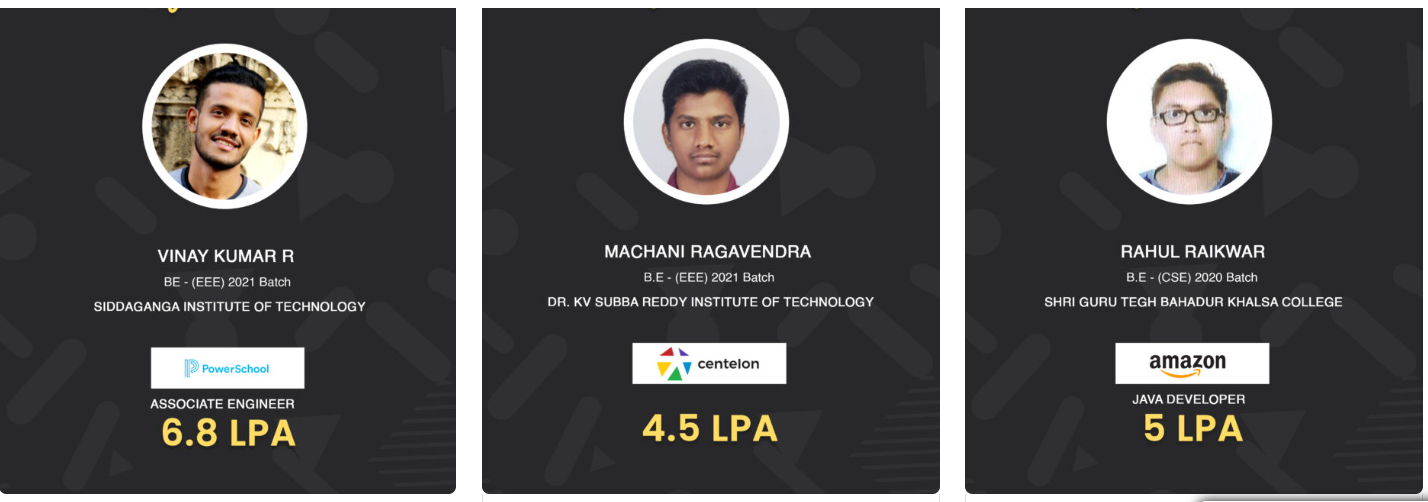 VINAY KUMAR R
BE - (EEE) 2021 Batch
SIDDAGANGA INSTITUTE OF TECHNOLOGY
PowerSchool
ASSOCIATE ENGINEER
6.8 LPA
MACHANI RAGAVENDRA
B.E - (EEE) 2021 Batch
DR. KV SUBBA REDDY INSTITUTE OF TECHNOLOGY
centelon
4.5 LPA
RAHUL RAIKWAR
B.E - (CSE) 2020 Batch
SHRI GURU TEGH BAHADUR KHALSA COLLEGE
amazon
JAVA DEVELOPER
5 LPA